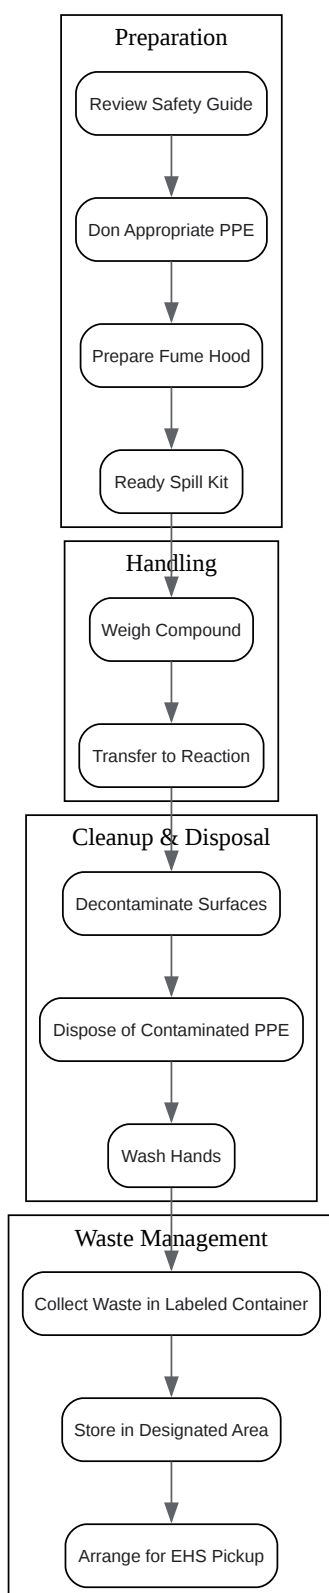 Preparation
Review Safety Guide
Don Appropriate PPE
Prepare Fume Hood
Ready Spill Kit
Handling
Weigh Compound
Transfer to Reaction
Cleanup & Disposal
Decontaminate Surfaces
Dispose of Contaminated PPE
Wash Hands
Waste Management
Collect Waste in Labeled Container
Store in Designated Area
Arrange for EHS Pickup